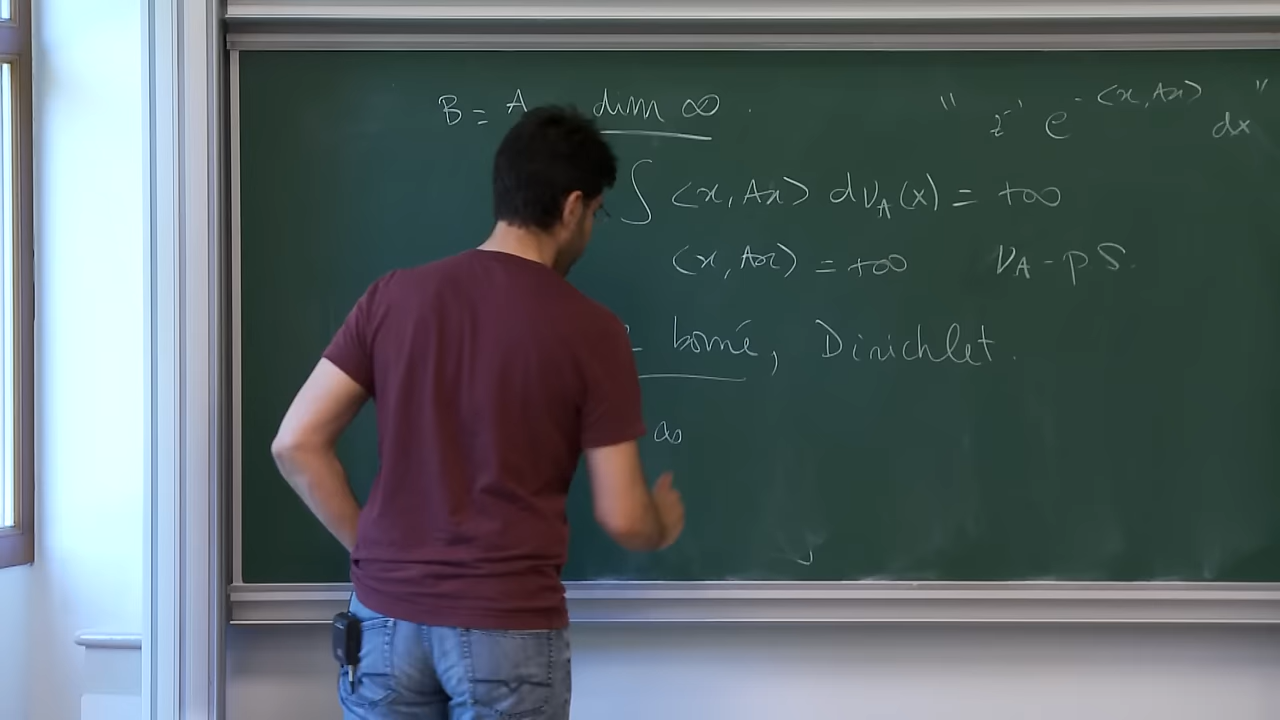 B = A dim ∞ .
" z⁻¹ e^{-<x,Ax>} dx "
∫ <x,Ax> dν_A(x) = +∞
<x,Ax> = +∞ ν_A - p.s.
borné, Dirichlet.
∞